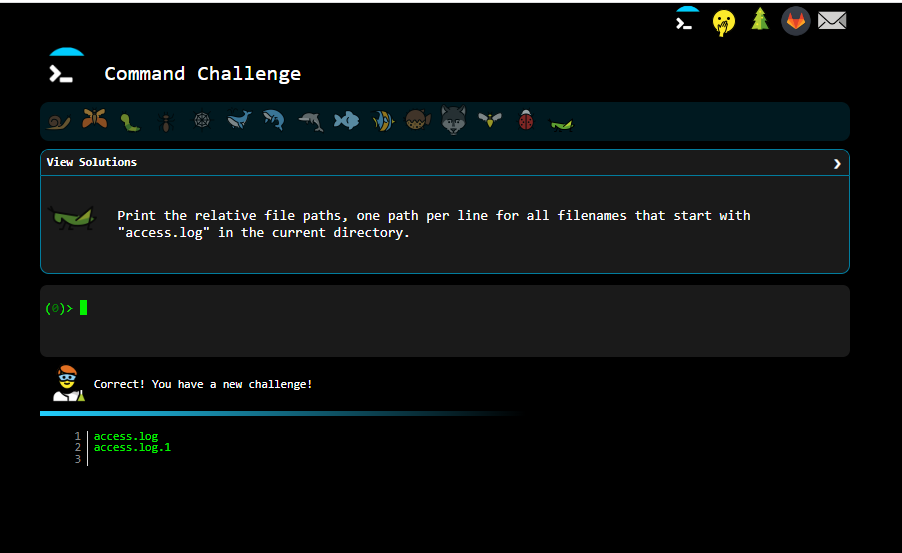 Command Challenge
View Solutions
Print the relative file paths, one path per line for all filenames that start with
"access.log" in the current directory.
(0)>
Correct! You have a new challenge!
1 access.log
2 access.log.1
3